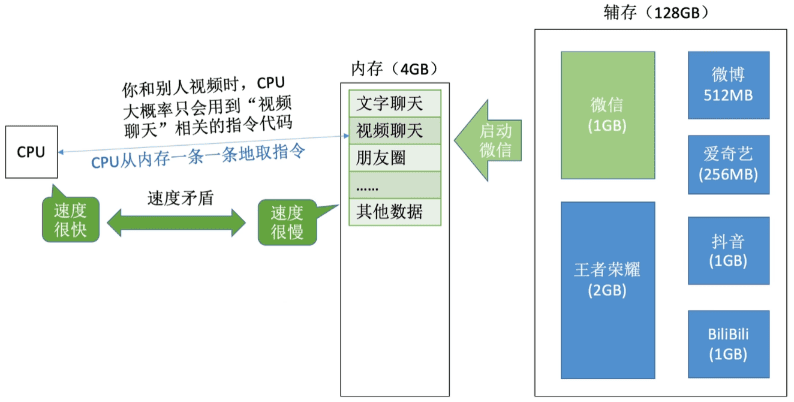 辅存（128GB）
内存（4GB）
你和别人视频时，CPU
大概率只会用到“视频
聊天”相关的指令代码
CPU
CPU从内存一条一条地取指令
速度
很快
速度矛盾
速度
很慢
文字聊天
视频聊天
朋友圈
……
其他数据
启动
微信
微信
(1GB)
王者荣耀
(2GB)
微博
512MB
爱奇艺
(256MB)
抖音
(1GB)
BiliBili
(1GB)